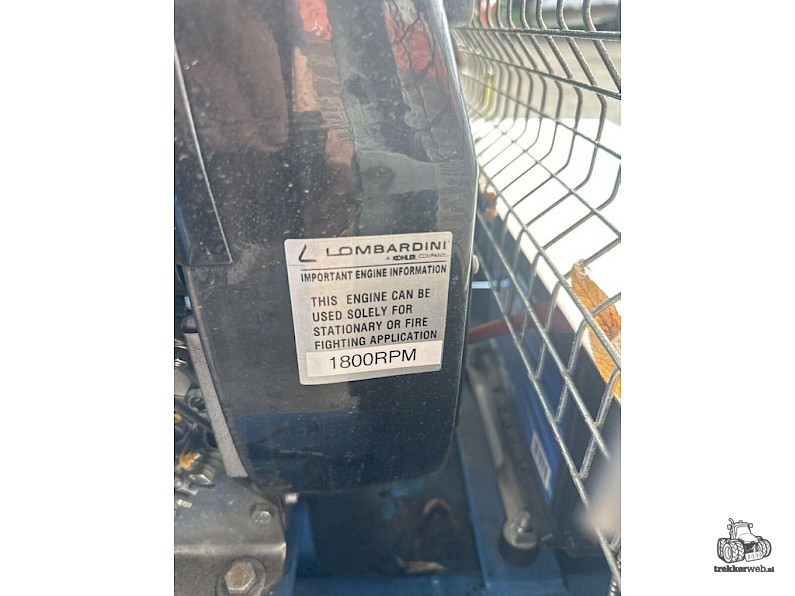 LOMBARDINI
A KOHLER COMPANY
IMPORTANT ENGINE INFORMATION
THIS ENGINE CAN BE
USED SOLELY FOR
STATIONARY OR FIRE
FIGHTING APPLICATION
1800RPM
trekkerweb.nl